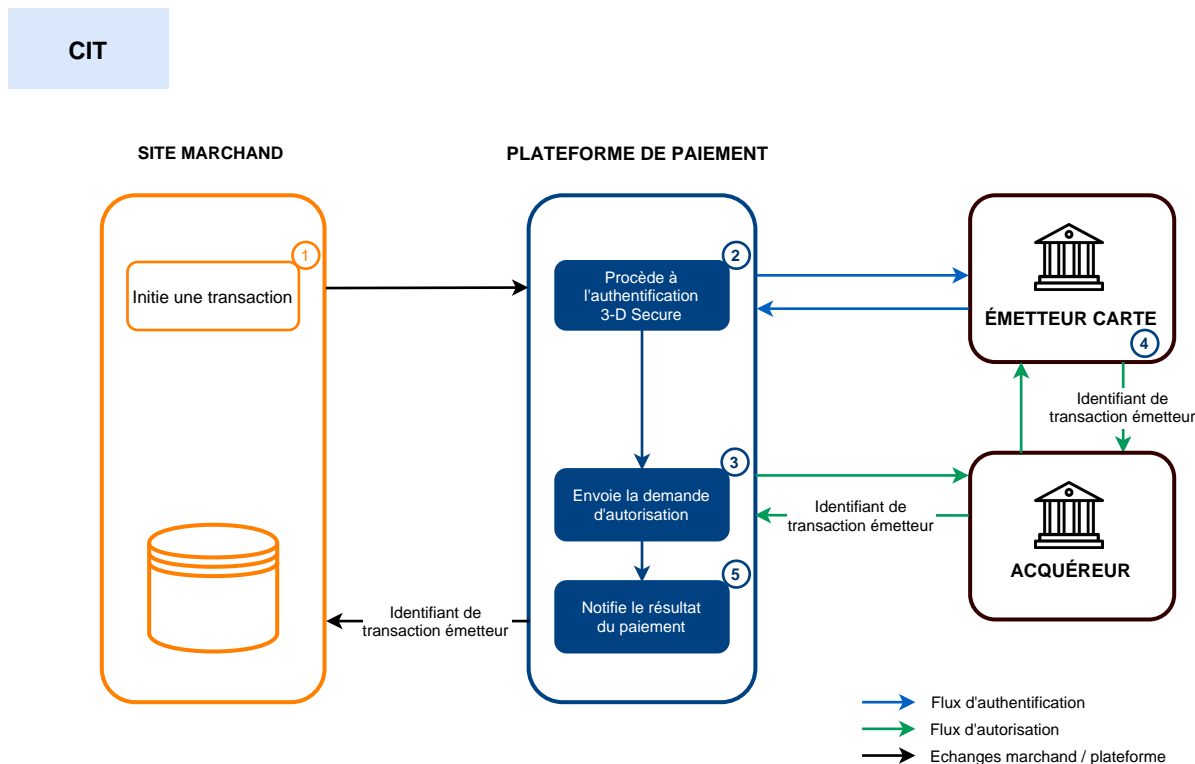 CIT
SITE MARCHAND
PLATEFORME DE PAIEMENT
1
Initie une transaction
2
Procède à
l'authentification
3-D Secure
ÉMETTEUR CARTE
4
Identifiant de
transaction émetteur
3
Envoie la demande
d'autorisation
Identifiant de
transaction émetteur
ACQUÉREUR
5
Notifie le résultat
du paiement
Identifiant de
transaction émetteur
Flux d'authentification
Flux d'autorisation
Echanges marchand / plateforme